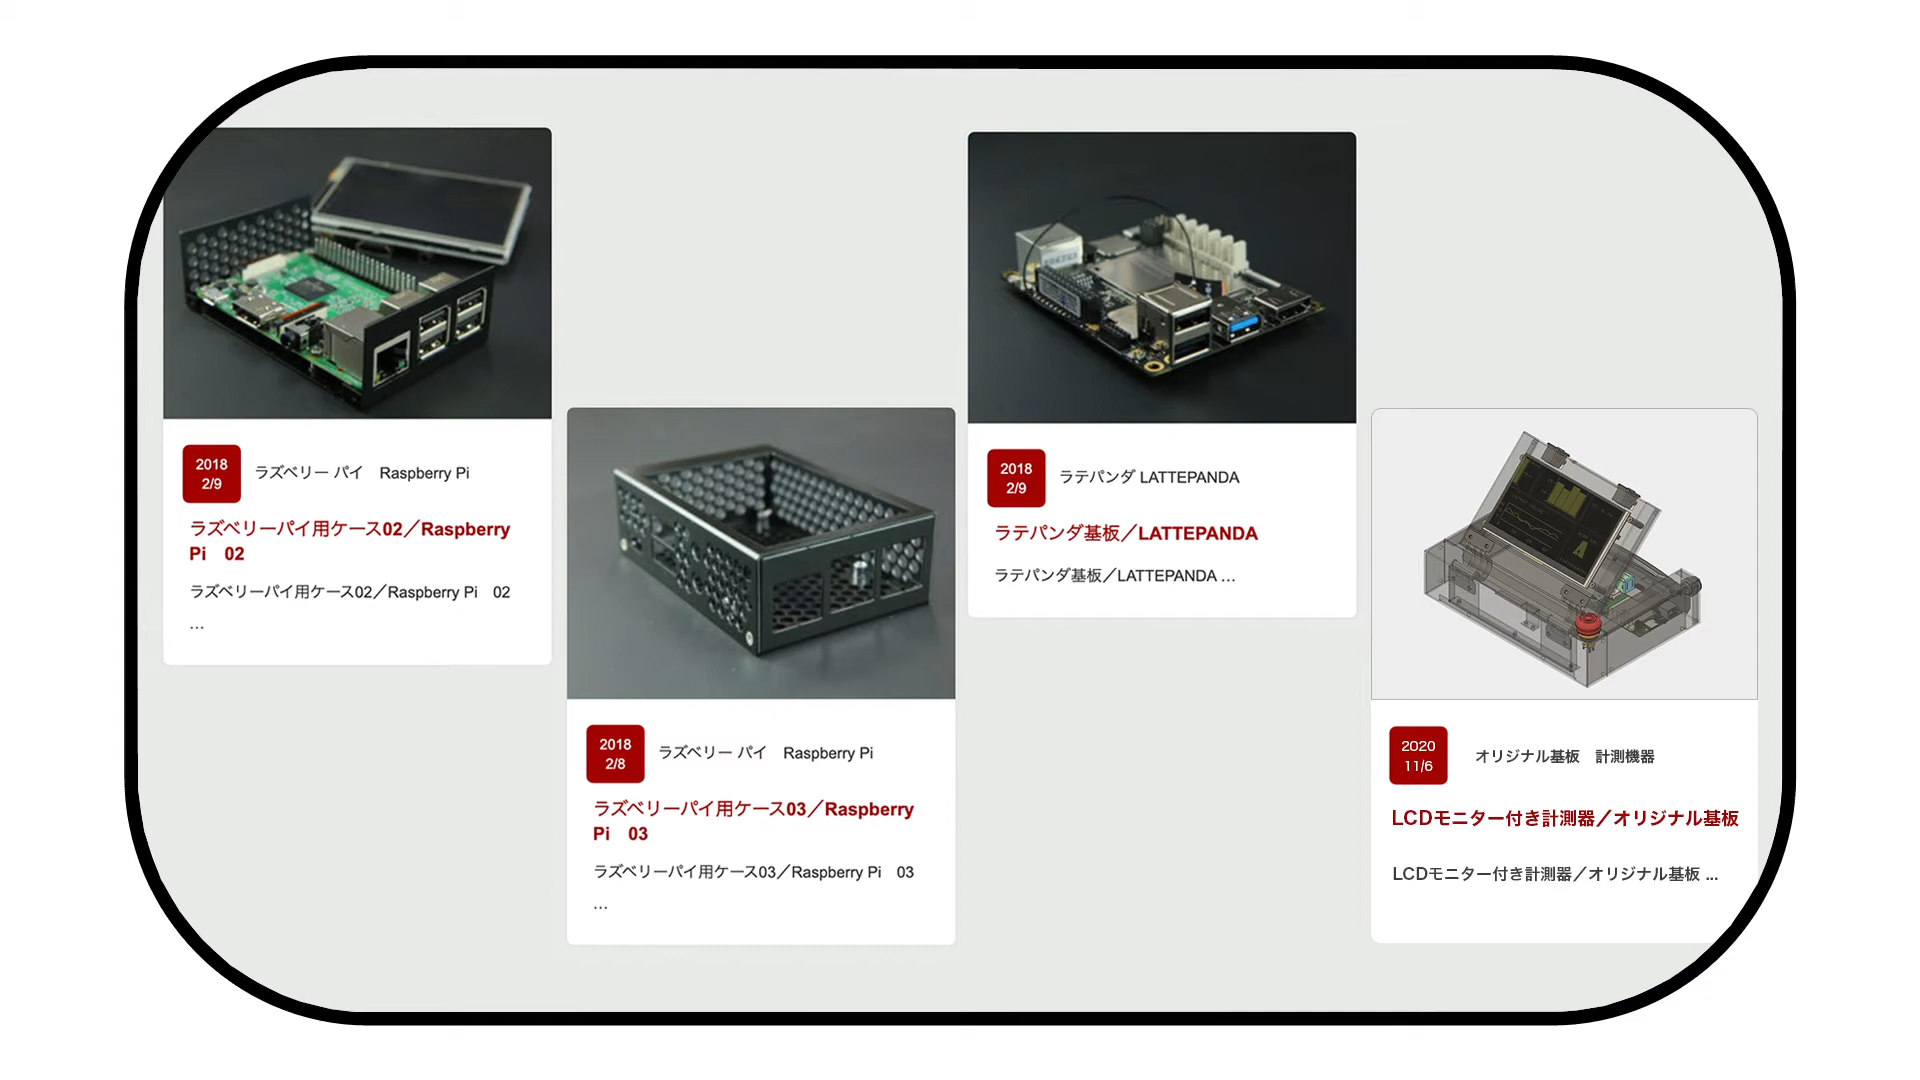 2018
2/9
ラズベリー パイ　Raspberry Pi
ラズベリーパイ用ケース02／Raspberry
Pi　02
ラズベリーパイ用ケース02／Raspberry Pi　02
...
2018
2/8
ラズベリー パイ　Raspberry Pi
ラズベリーパイ用ケース03／Raspberry
Pi　03
ラズベリーパイ用ケース03／Raspberry Pi　03
...
2018
2/9
ラテパンダ LATTEPANDA
ラテパンダ基板／LATTEPANDA
ラテパンダ基板／LATTEPANDA ...
2020
11/6
オリジナル基板　計測機器
LCDモニター付き計測器／オリジナル基板
LCDモニター付き計測器／オリジナル基板 ...